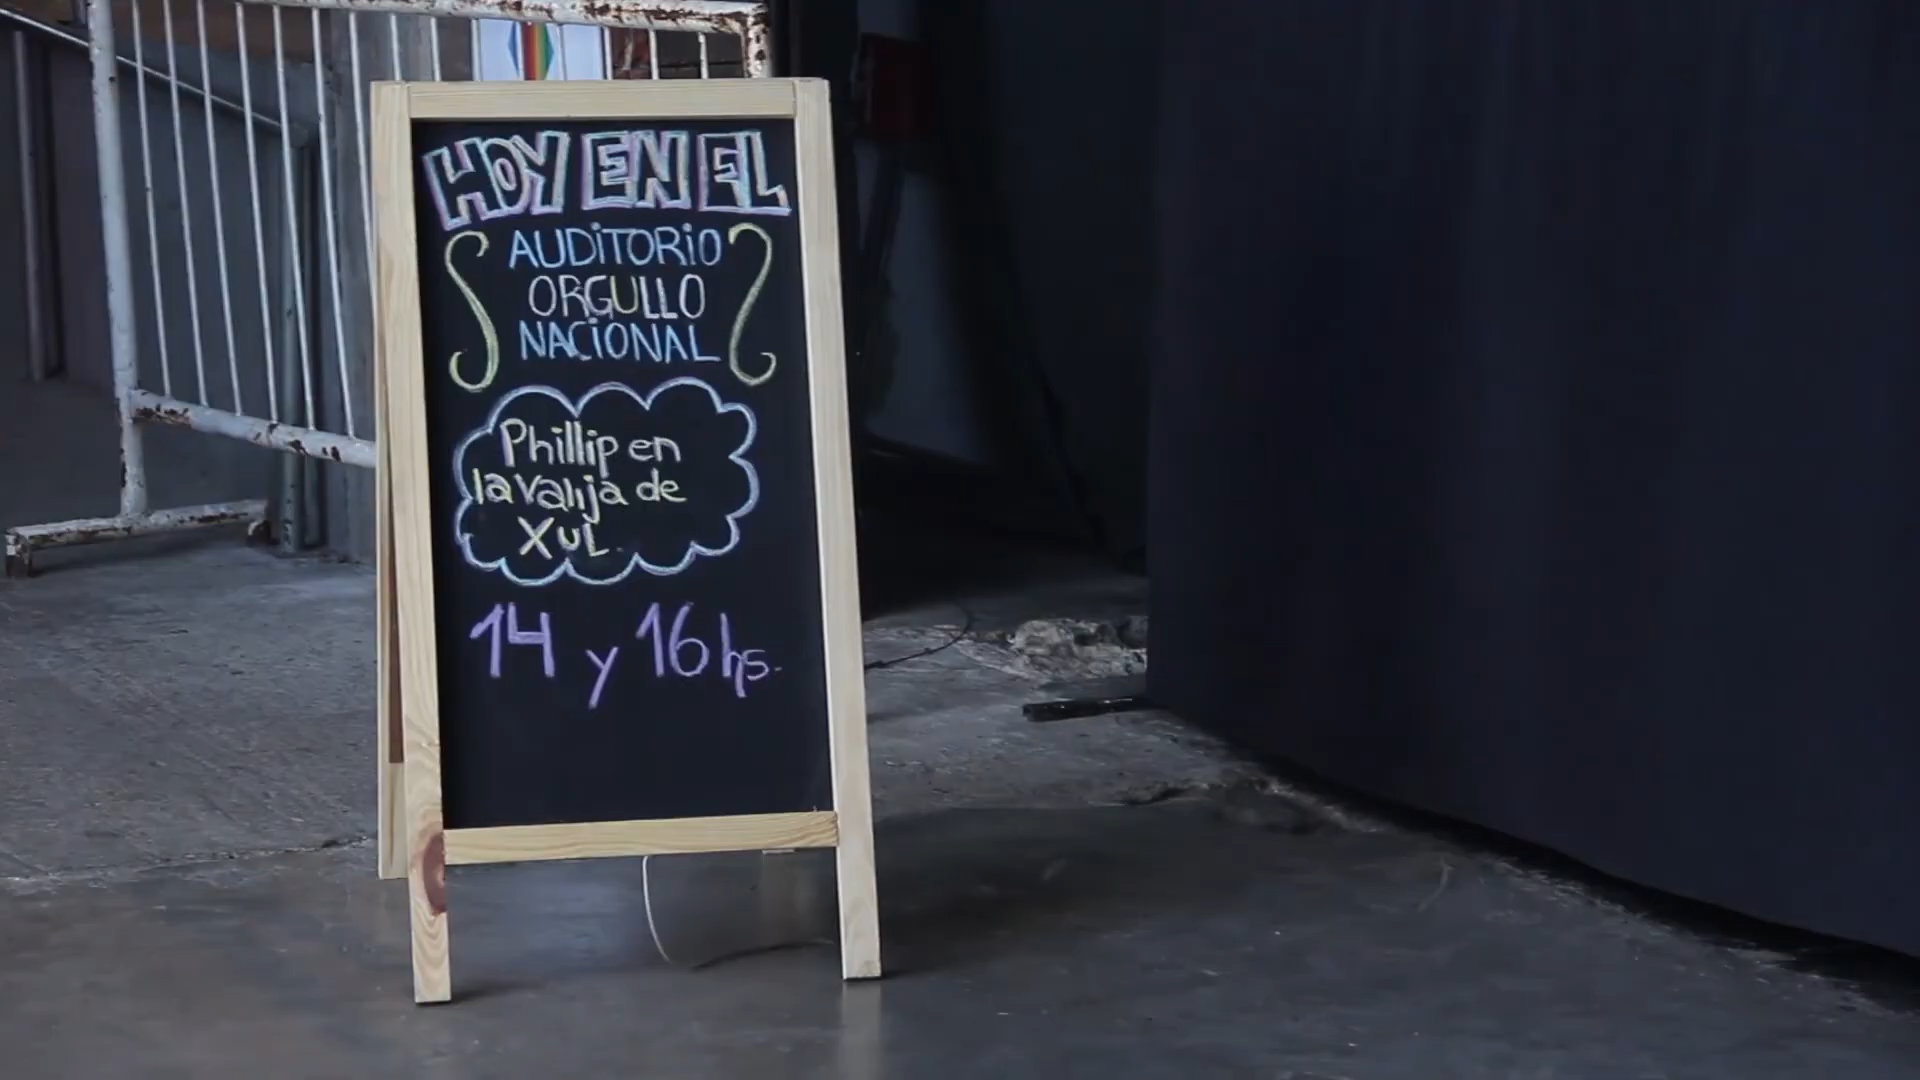 HOY EN EL
AUDITORIO
ORGULLO
NACIONAL
Phillip en
la valija de
XUL.
14 y 16 hs.